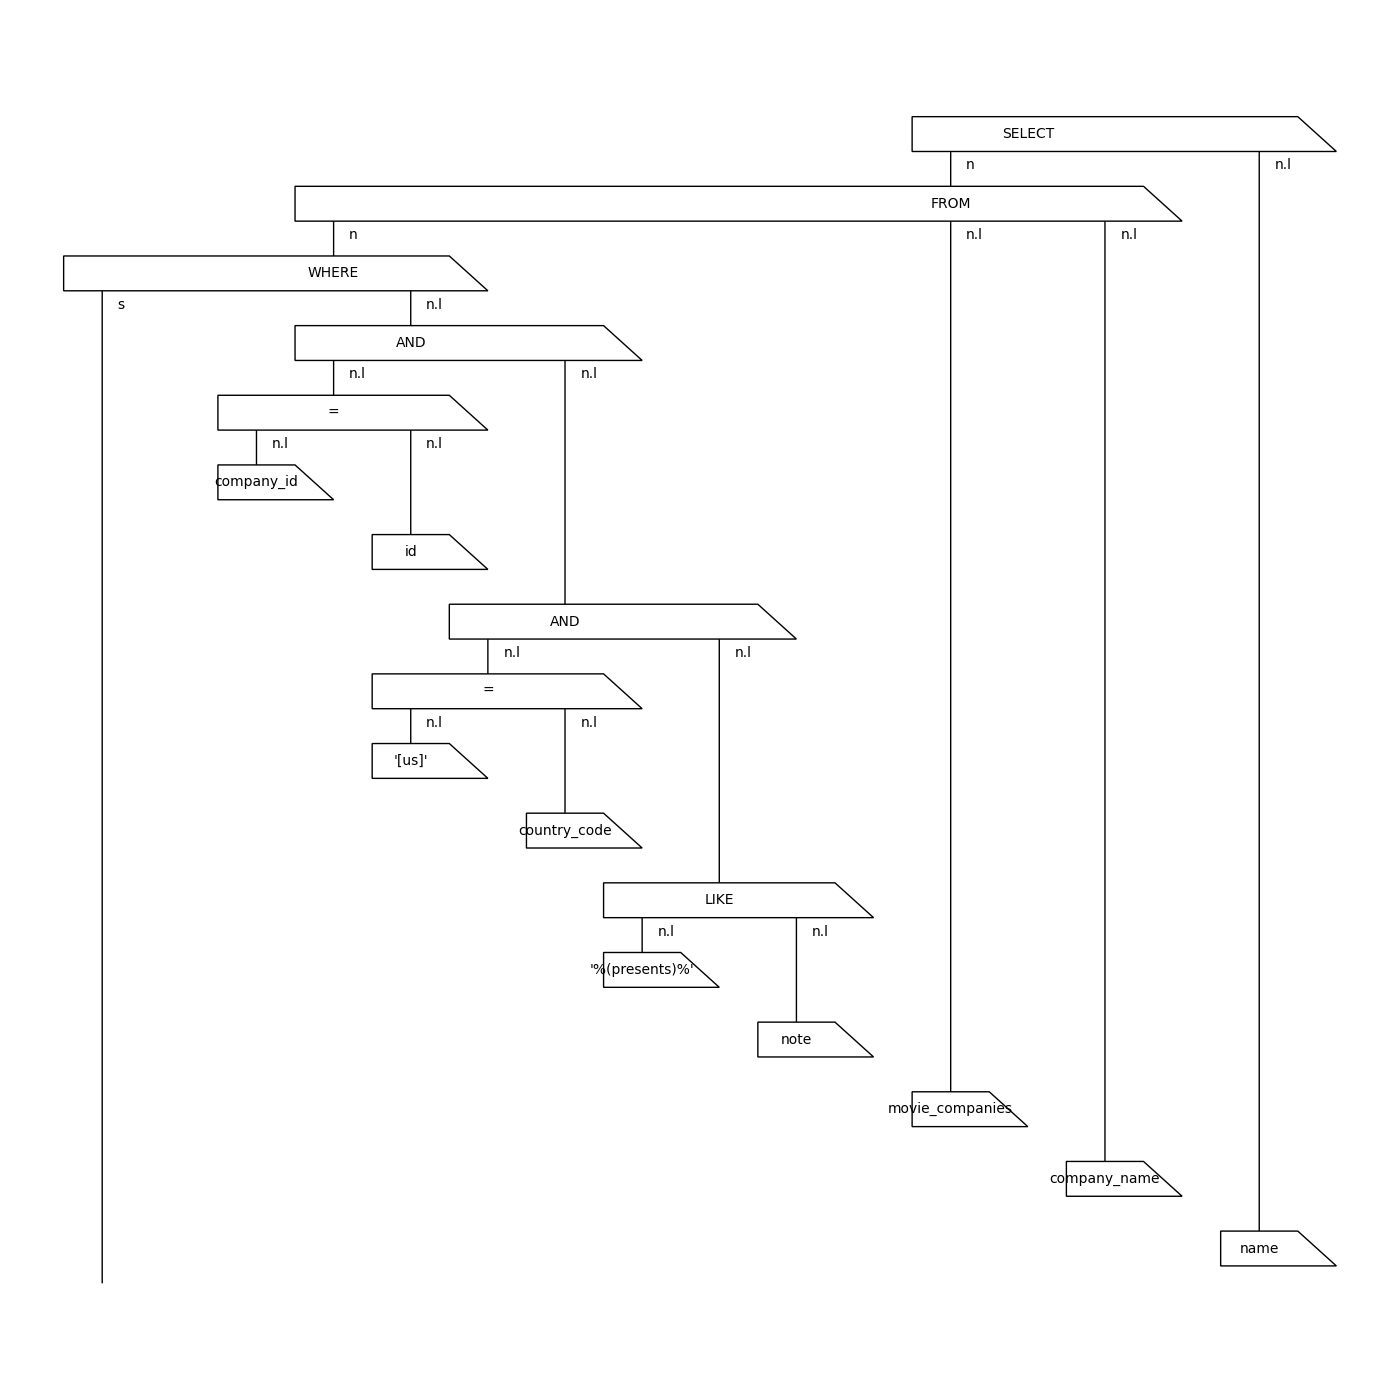 SELECT
n n.l
FROM
n n.l n.l
WHERE
s n.l
AND
n.l n.l
=
n.l n.l
company_id
id
AND
n.l n.l
=
n.l n.l
'[us]'
country_code
LIKE
n.l n.l
'%(presents)%'
note
movie_companies
company_name
name